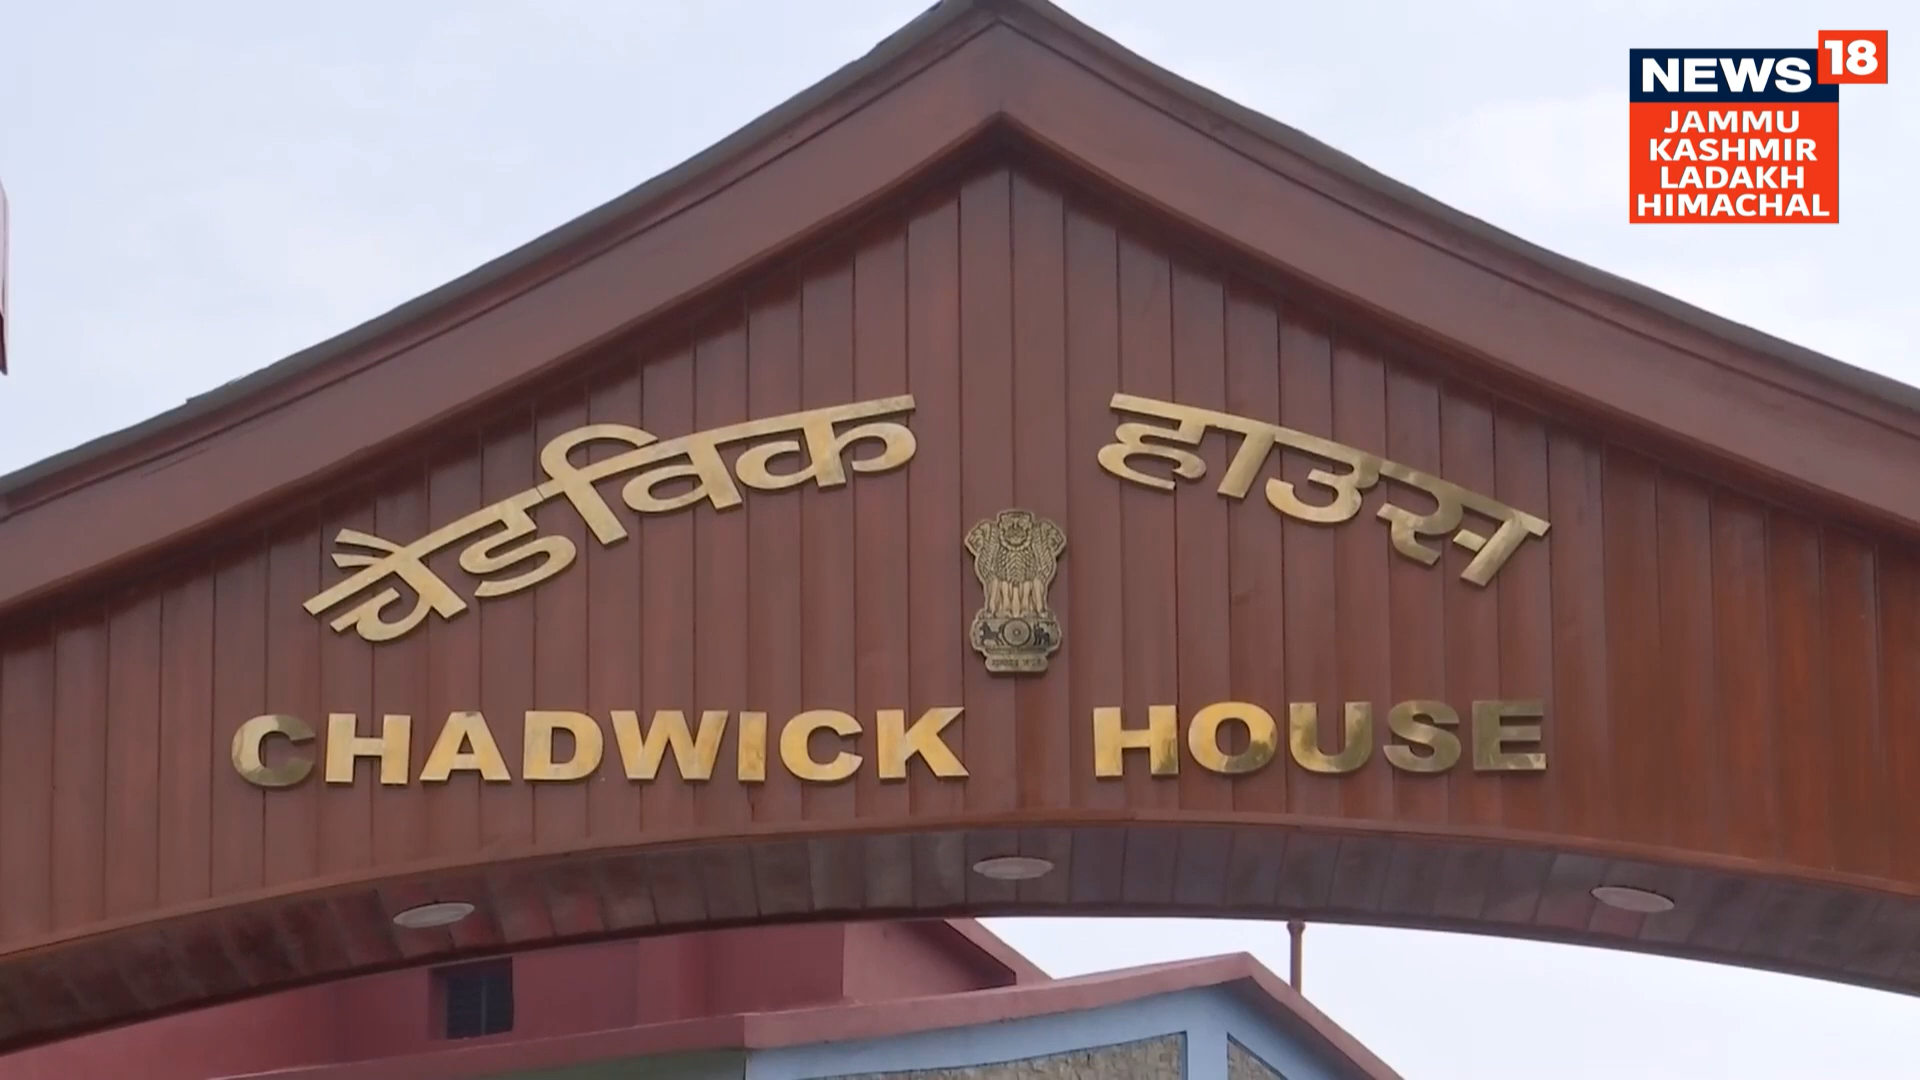 NEWS 18
JAMMU
KASHMIR
LADAKH
HIMACHAL
चैडविक हाउस
CHADWICK HOUSE